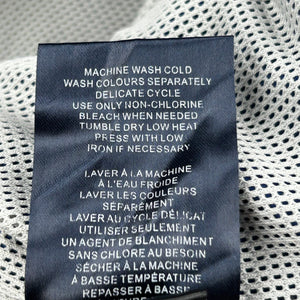 MACHINE WASH COLD
WASH COLOURS SEPARATELY
DELICATE CYCLE
USE ONLY NON-CHLORINE
BLEACH WHEN NEEDED
TUMBLE DRY LOW HEAT
PRESS WITH LOW
IRON IF NECESSARY
LAVER À LA MACHINE
À L'EAU FROIDE
LAVER LES COULEURS
SÉPARÉMENT
LAVER AU CYCLE DÉLICAT
UTILISER SEULEMENT
UN AGENT DE BLANCHIMENT
SANS CHLORE AU BESOIN
SÉCHER À LA MACHINE
À BASSE TEMPÉRATURE
REPASSER À BASSE